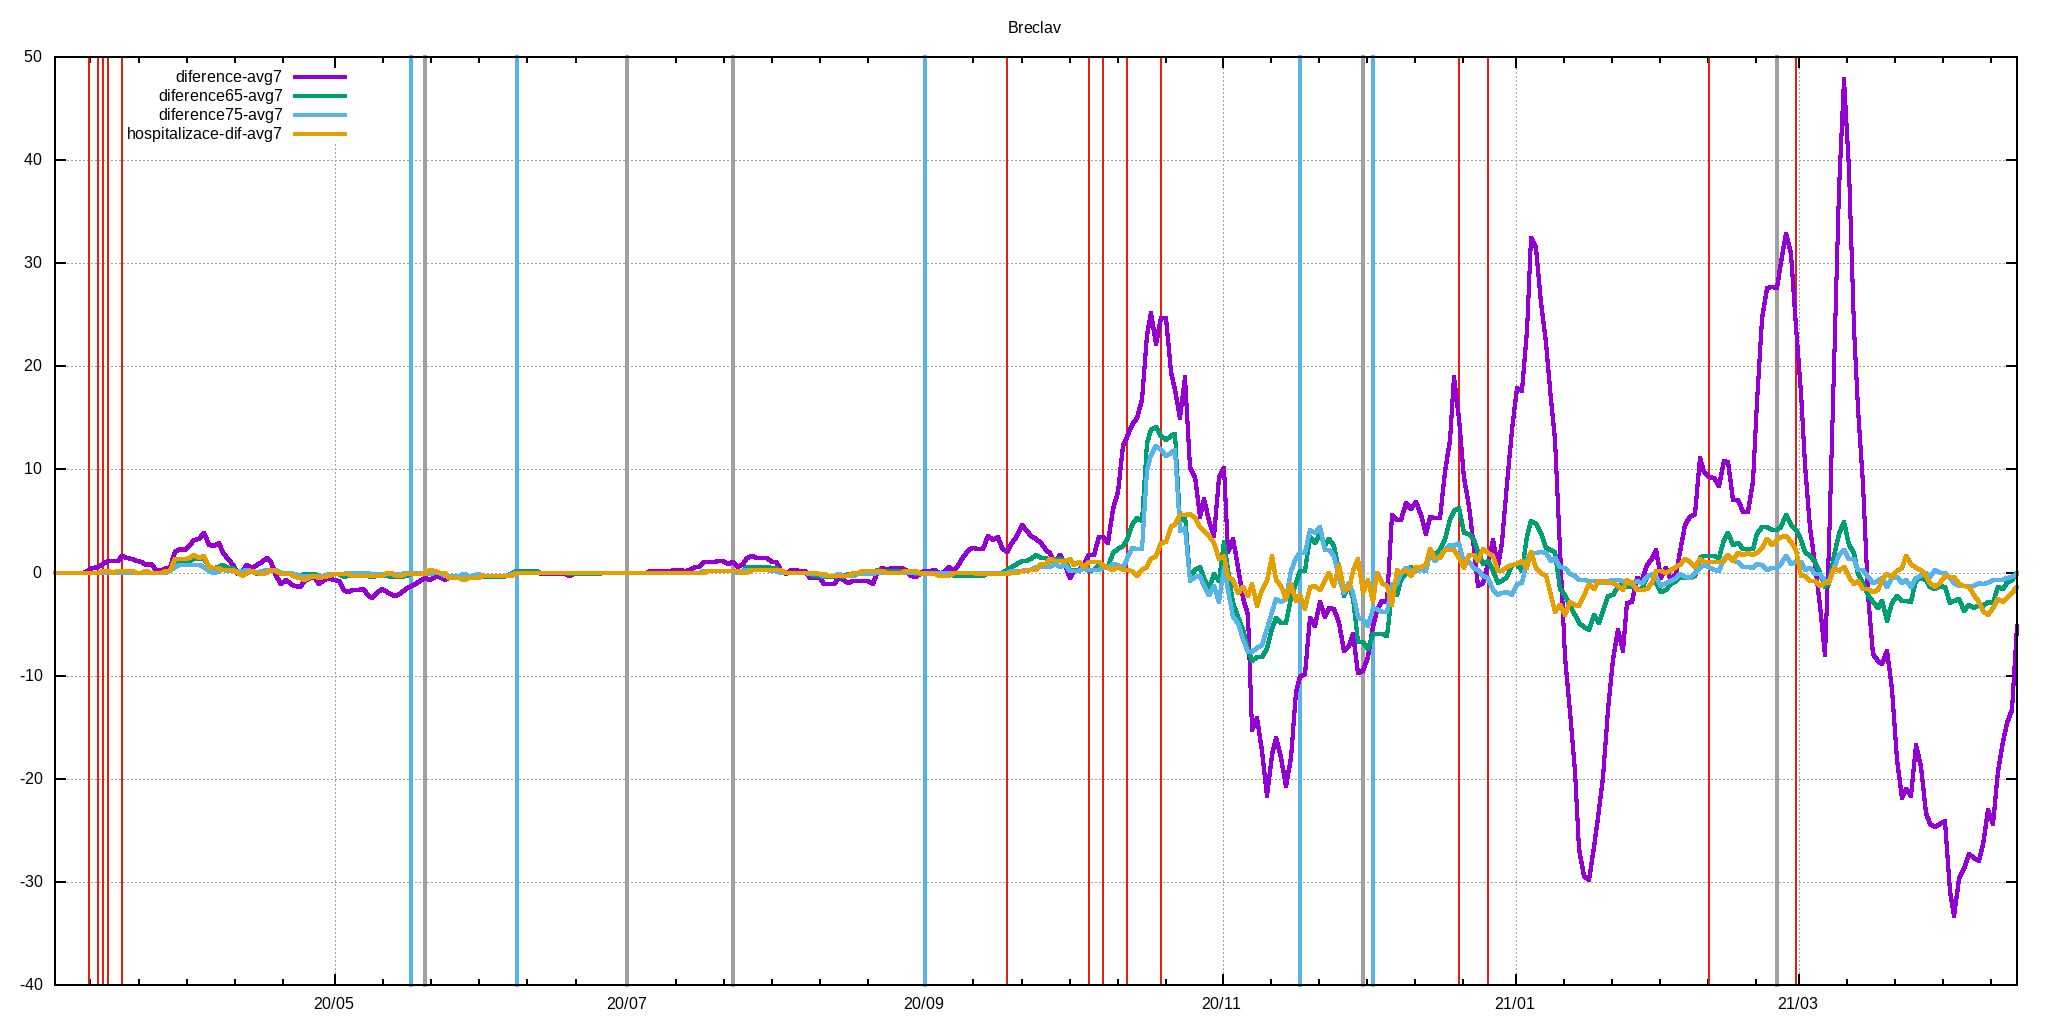 Breclav
50
40
30
20
10
0
-10
-20
-30
-40
diference-avg7
diference65-avg7
diference75-avg7
hospitalizace-dif-avg7
20/05 20/07 20/09 20/11 21/01 21/03